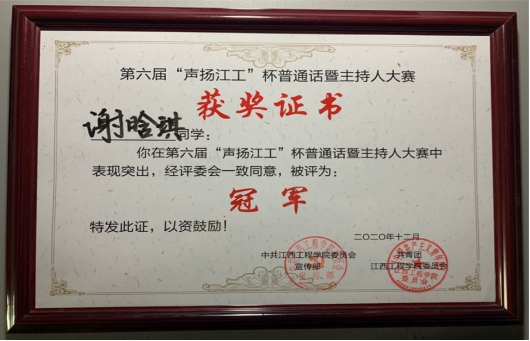 第六届“声扬江工”杯普通话暨主持人大赛
获奖证书
谢晗琪同学：
你在第六届“声扬江工”杯普通话暨主持人大赛中
表现突出，经评委会一致同意，被评为：
冠军
特发此证，以资鼓励！
二〇二〇年十二月
中共江西工程学院委员会 共青团
宣传部 江西工程学院委员会